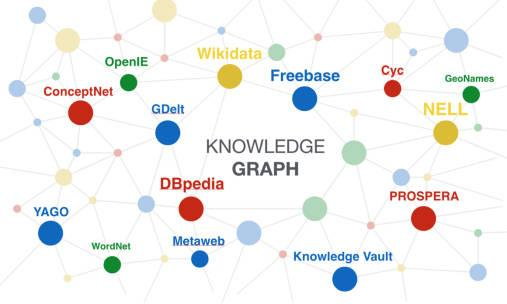 OpenIE
Wikidata
Freebase
Cyc
GeoNames
ConceptNet
GDelt
NELL
KNOWLEDGE
GRAPH
DBpedia
PROSPERA
YAGO
WordNet
Metaweb
Knowledge Vault